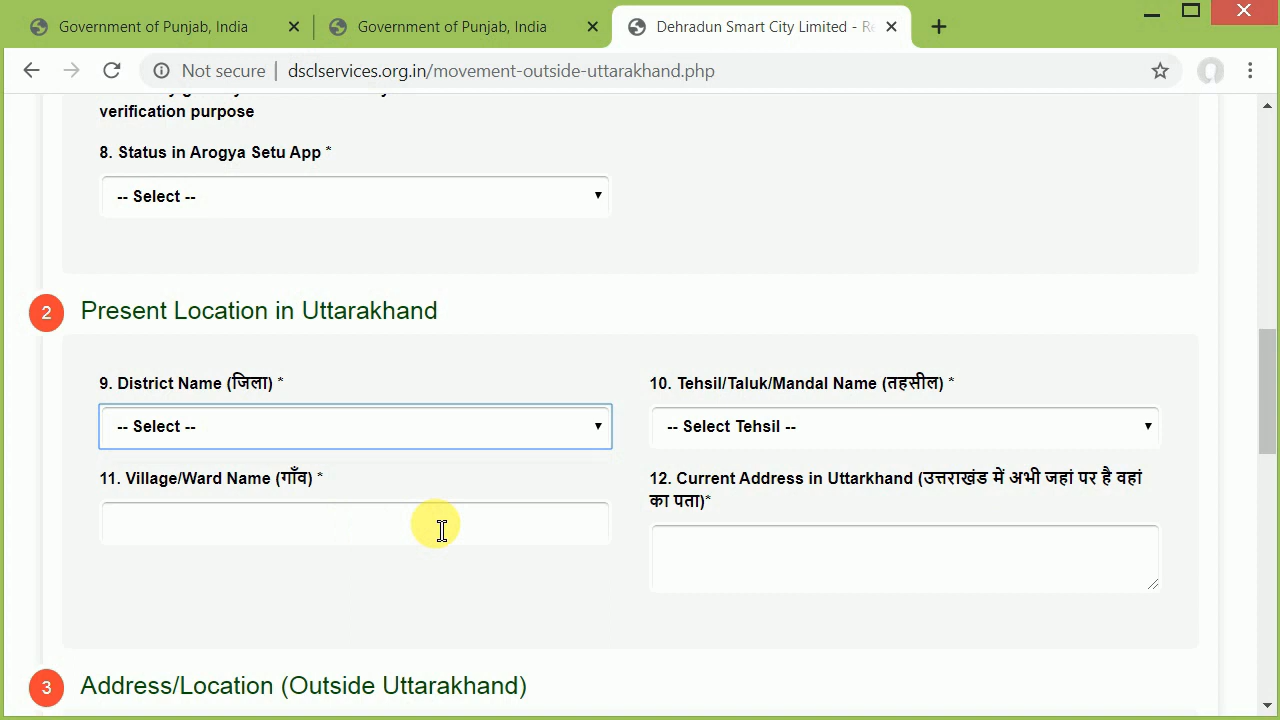 Government of Punjab, India
Government of Punjab, India
Dehradun Smart City Limited - Re
Not secure
dsclservices.org.in/movement-outside-uttarakhand.php
verification purpose
8. Status in Arogya Setu App *
-- Select --
2
Present Location in Uttarakhand
9. District Name (जिला) *
10. Tehsil/Taluk/Mandal Name (तहसील) *
-- Select --
-- Select Tehsil --
11. Village/Ward Name (गाँव) *
12. Current Address in Uttarkhand (उत्तराखंड में अभी जहां पर है वहां
का पता)*
3
Address/Location (Outside Uttarakhand)